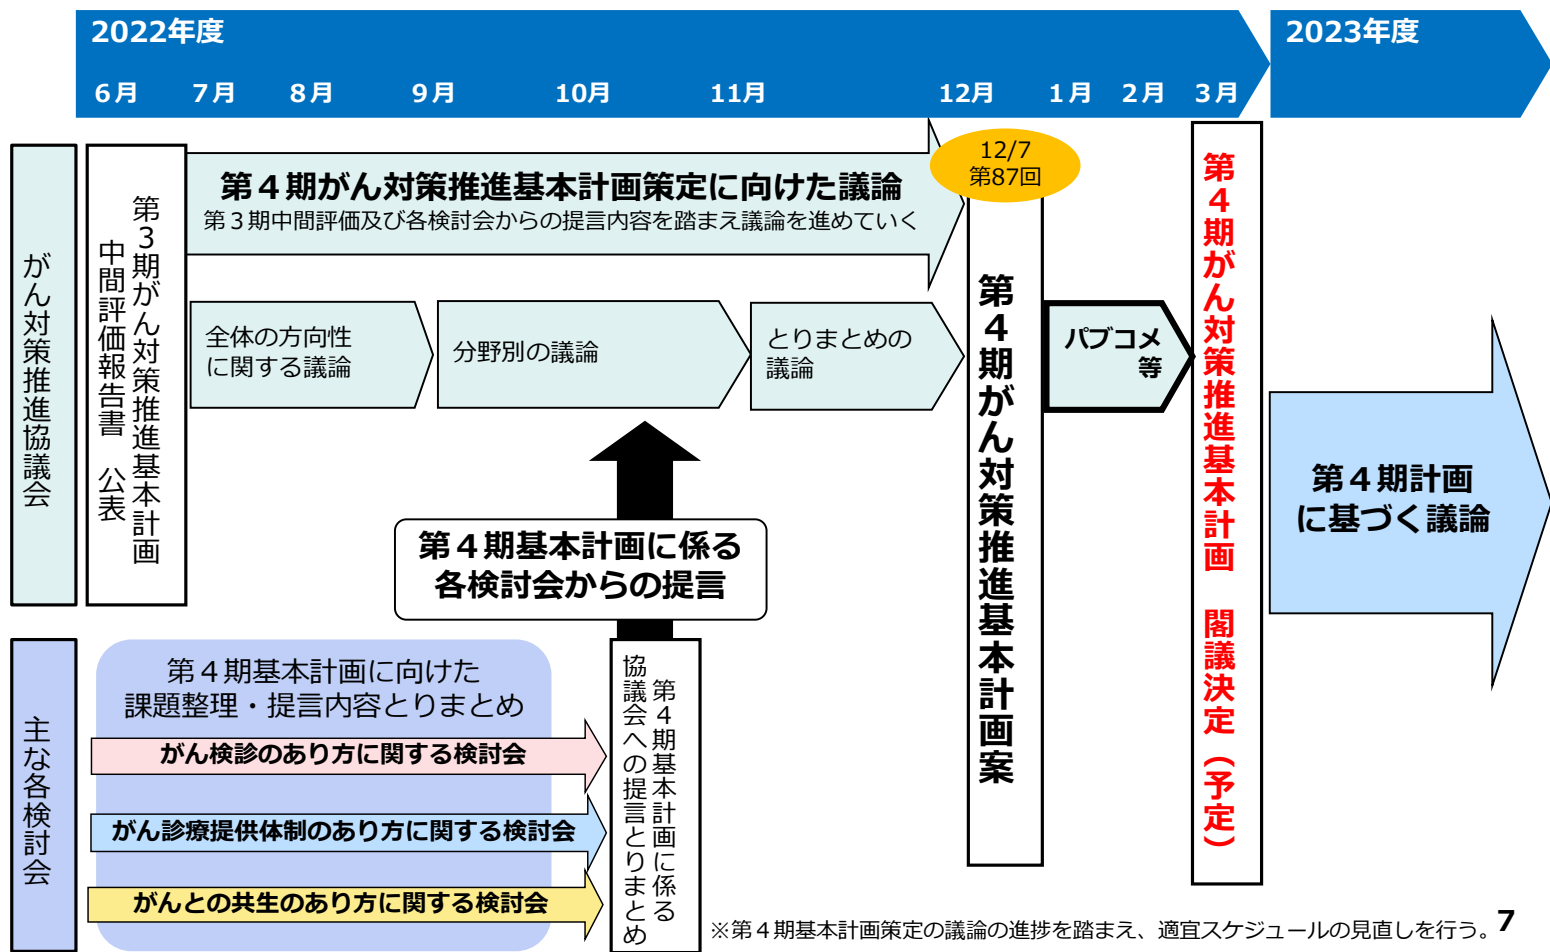 2022年度
2023年度
6月 7月 8月 9月 10月 11月 12月 1月 2月 3月
がん対策推進協議会
第3期がん対策推進基本計画
中間評価報告書 公表
第４期がん対策推進基本計画策定に向けた議論
第３期中間評価及び各検討会からの提言内容を踏まえ議論を進めていく
12/7
第87回
全体の方向性
に関する議論
分野別の議論
とりまとめの
議論
第４期がん対策推進基本計画案
パブコメ
等
第４期がん対策推進基本計画 閣議決定（予定）
第４期計画
に基づく議論
第４期基本計画に係る
各検討会からの提言
主な各検討会
第４期基本計画に向けた
課題整理・提言内容とりまとめ
がん検診のあり方に関する検討会
がん診療提供体制のあり方に関する検討会
がんとの共生のあり方に関する検討会
第４期基本計画に係る
協議会への提言とりまとめ
※第４期基本計画策定の議論の進捗を踏まえ、適宜スケジュールの見直しを行う。
7